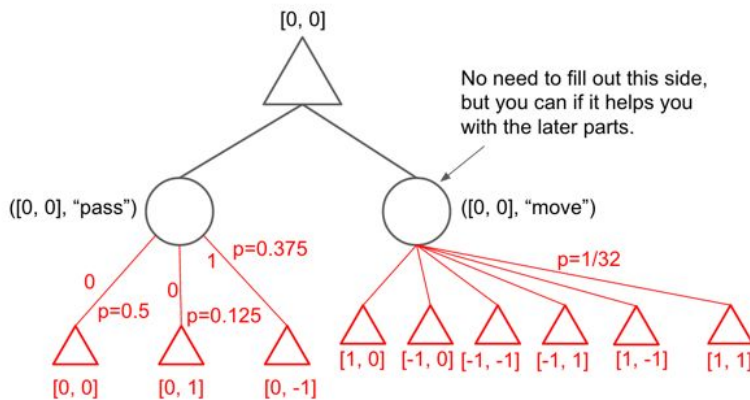 [0, 0]
No need to fill out this side,
but you can if it helps you
with the later parts.
([0, 0], “pass”)
([0, 0], “move”)
0
p=0.5
0
p=0.125
1
p=0.375
p=1/32
[0, 0]
[0, 1]
[0, -1]
[1, 0]
[-1, 0]
[-1, -1]
[-1, 1]
[1, -1]
[1, 1]